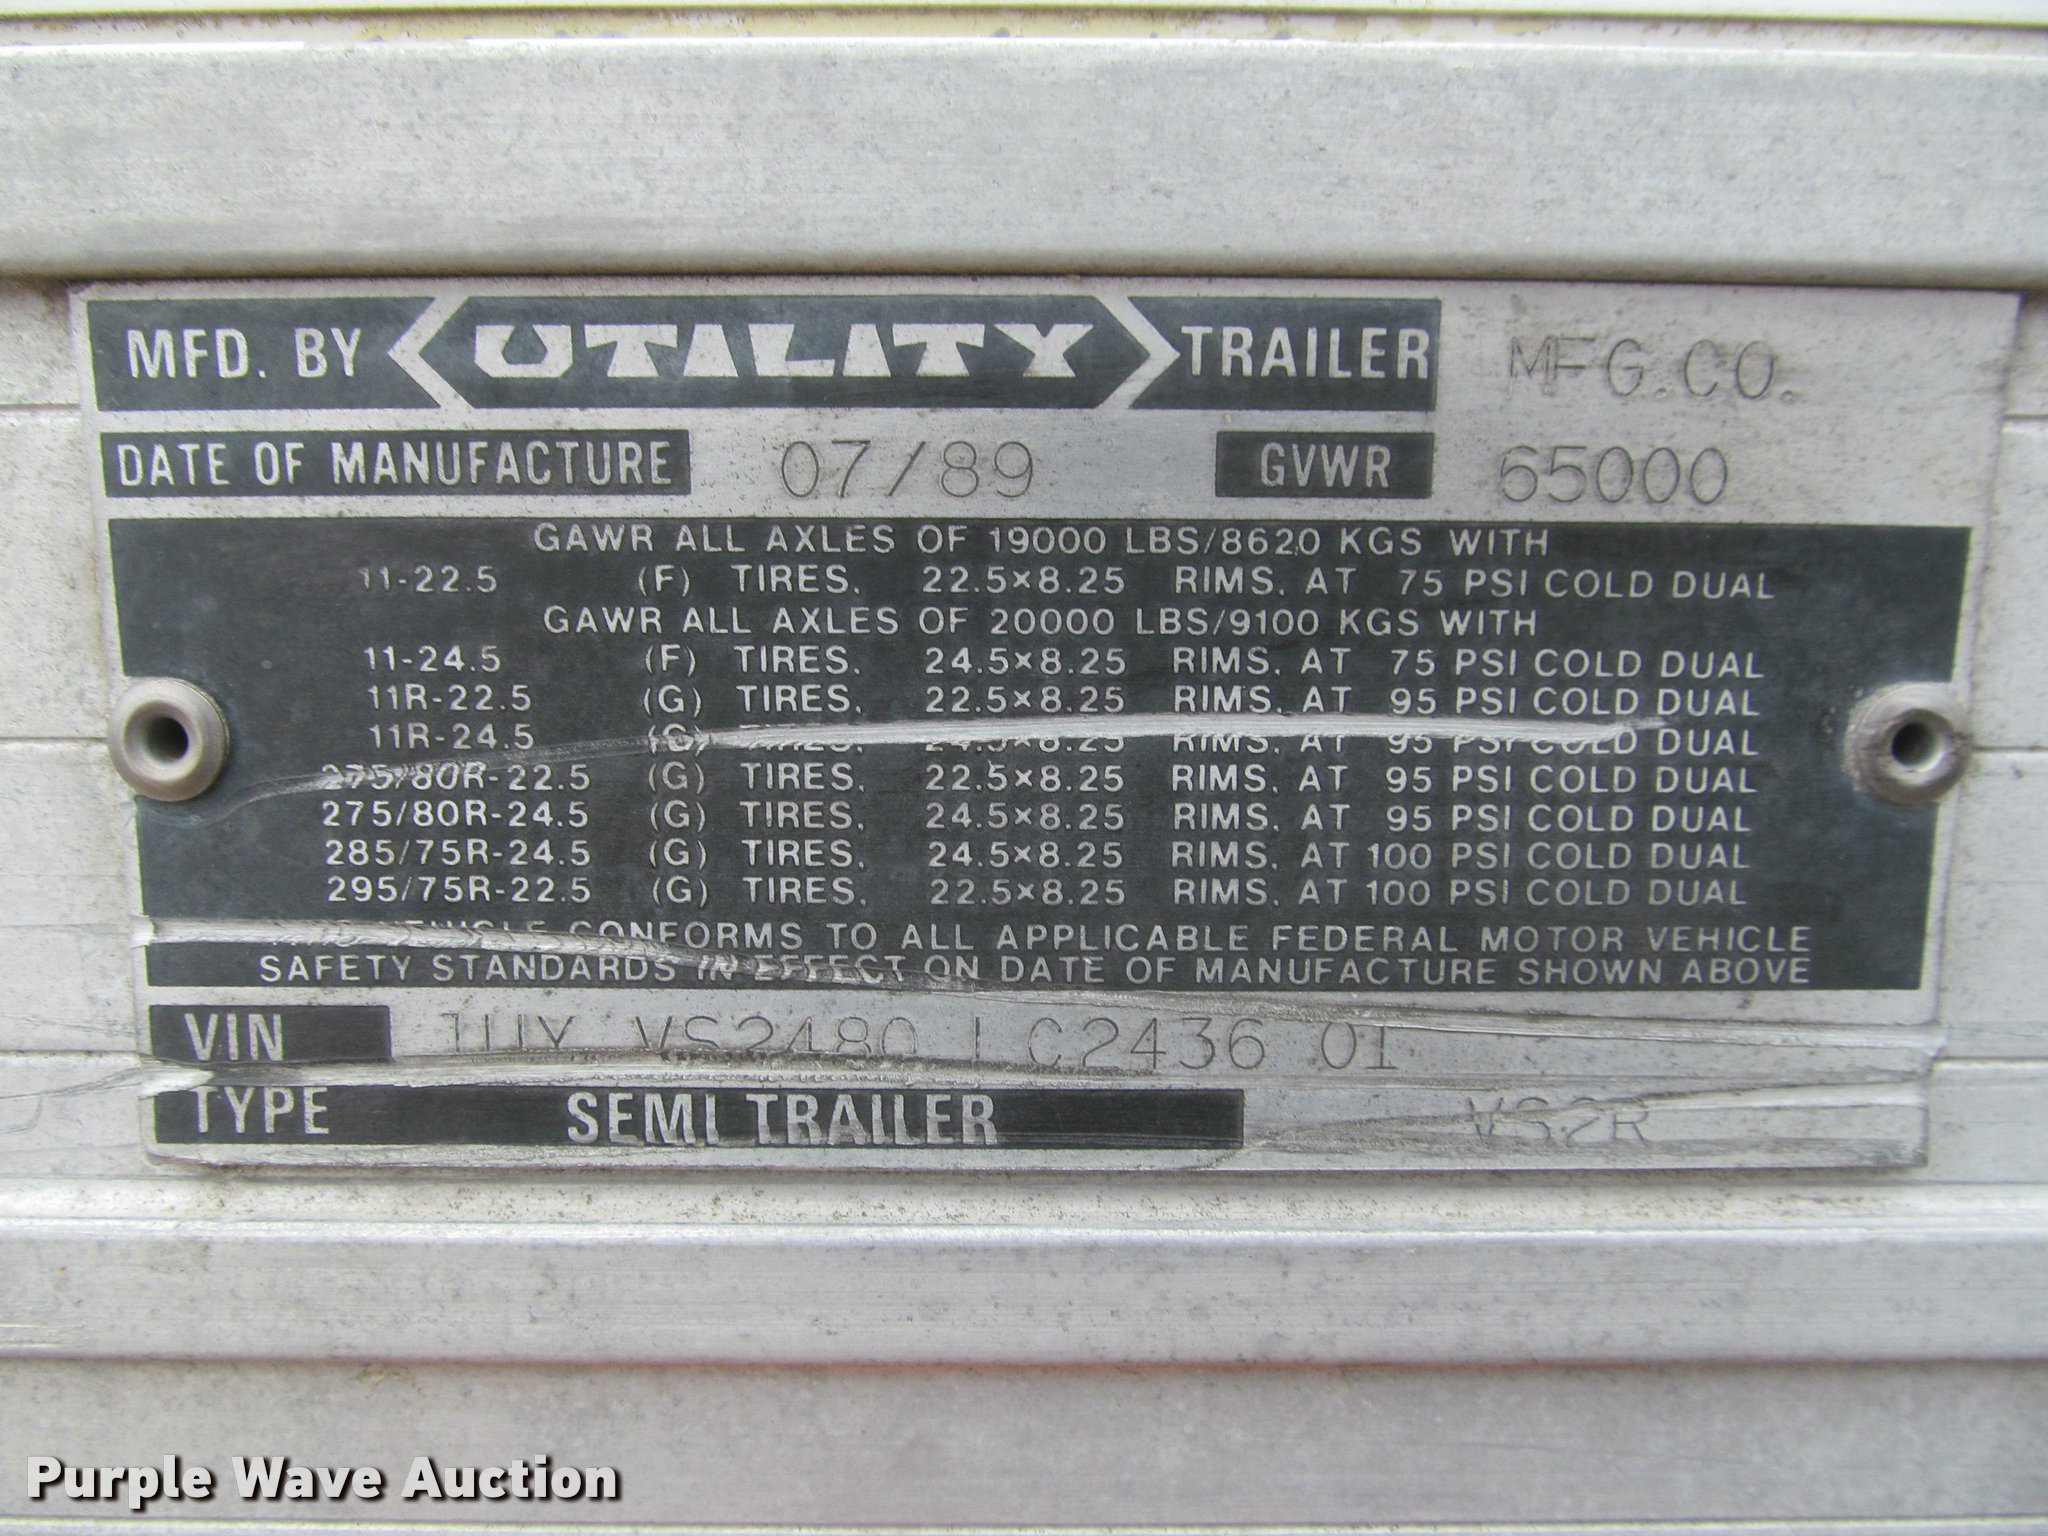 MFD. BY UTILITY TRAILER MFG.CO.
DATE OF MANUFACTURE 07/89 GVWR 65000
GAWR ALL AXLES OF 19000 LBS/8620 KGS WITH
11-22.5 (F) TIRES, 22.5×8.25 RIMS, AT 75 PSI COLD DUAL
GAWR ALL AXLES OF 20000 LBS/9100 KGS WITH
11-24.5 (F) TIRES, 24.5×8.25 RIMS, AT 75 PSI COLD DUAL
11R-22.5 (G) TIRES, 22.5×8.25 RIMS, AT 95 PSI COLD DUAL
11R-24.5 (G) TIRES, 24.5×8.25 RIMS, AT 95 PSI COLD DUAL
275/80R-22.5 (G) TIRES, 22.5×8.25 RIMS, AT 95 PSI COLD DUAL
275/80R-24.5 (G) TIRES, 24.5×8.25 RIMS, AT 95 PSI COLD DUAL
285/75R-24.5 (G) TIRES, 24.5×8.25 RIMS, AT 100 PSI COLD DUAL
295/75R-22.5 (G) TIRES, 22.5×8.25 RIMS, AT 100 PSI COLD DUAL
THIS VEHICLE CONFORMS TO ALL APPLICABLE FEDERAL MOTOR VEHICLE
SAFETY STANDARDS IN EFFECT ON DATE OF MANUFACTURE SHOWN ABOVE
VIN 1UY VS2480 LC2436 01
TYPE SEMI TRAILER VS2R
Purple Wave Auction